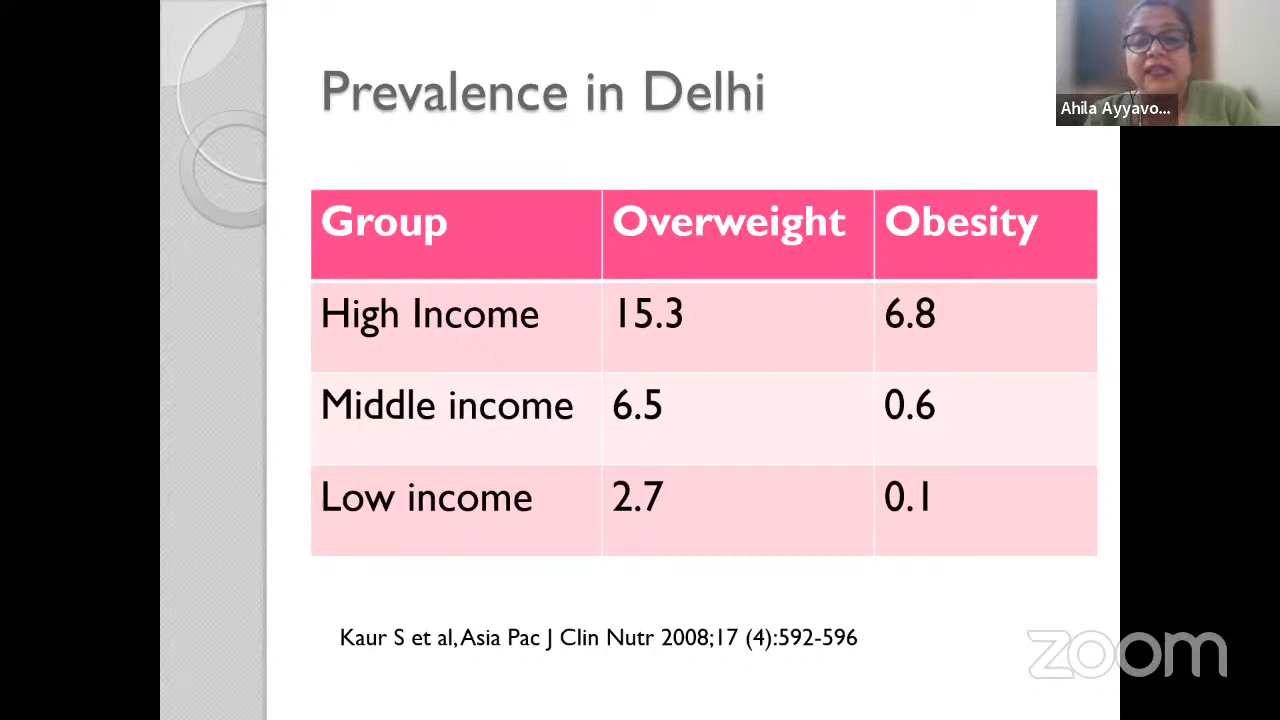 Prevalence in Delhi
Ahila Ayyavo...
Group Overweight Obesity
High Income 15.3 6.8
Middle income 6.5 0.6
Low income 2.7 0.1
Kaur S et al, Asia Pac J Clin Nutr 2008;17 (4):592-596
zoom